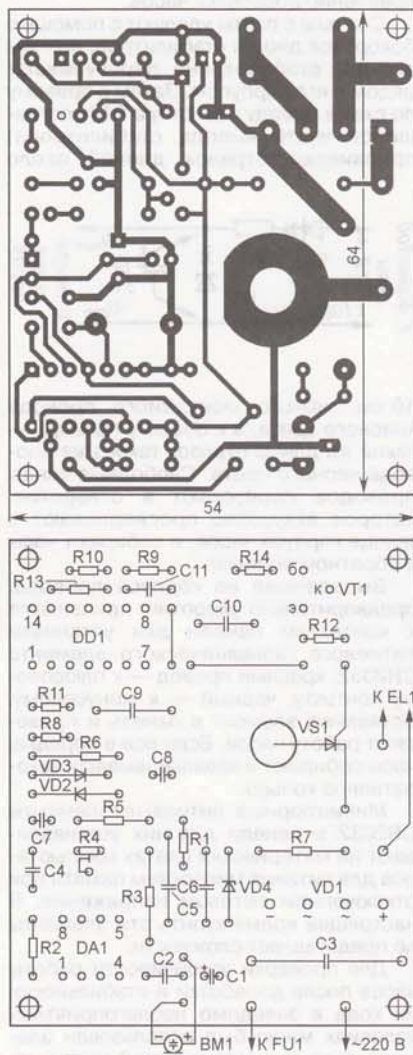 64
54
R10 R9
C11 R14
R13 К VT1
14 8 C10
DD1 R12
1 7
R11 C9 К EL1
R8 VS1
R6
VD3 C8
VD2
R5
C7 R4 R1 R7
C4
8 5 R3 C6 VD4 VD1
R2 DA1 C5 – ~ ~ +
1 4 C3
C2
BM1 К FU1 ~220 В